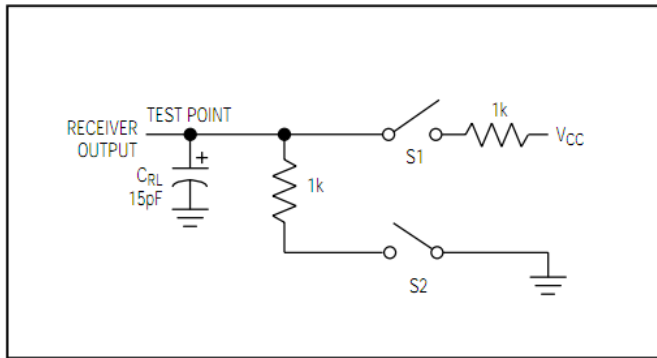 TEST POINT
RECEIVER
OUTPUT
CRL
15pF
+
1k
S1
1k
VCC
S2